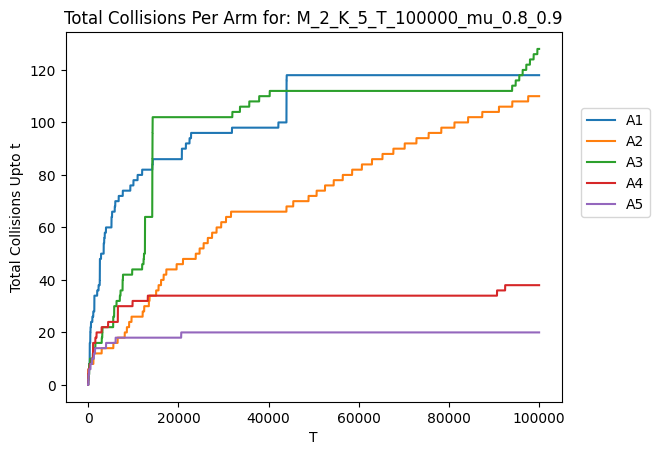 Total Collisions Per Arm for: M_2_K_5_T_100000_mu_0.8_0.9
Total Collisions Upto t
120
100
80
60
40
20
0
0 20000 40000 60000 80000 100000
T
A1
A2
A3
A4
A5